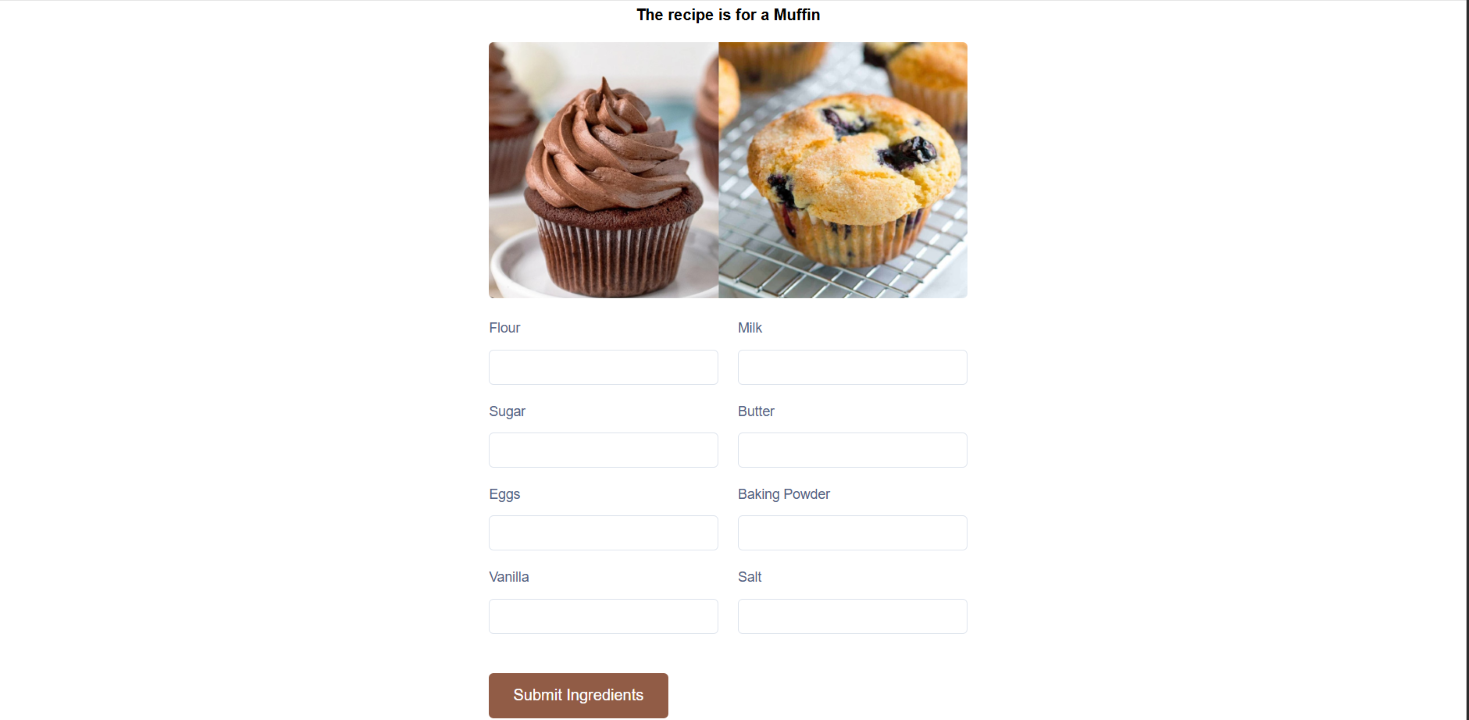 The recipe is for a Muffin
Flour
Milk
Sugar
Butter
Eggs
Baking Powder
Vanilla
Salt
Submit Ingredients